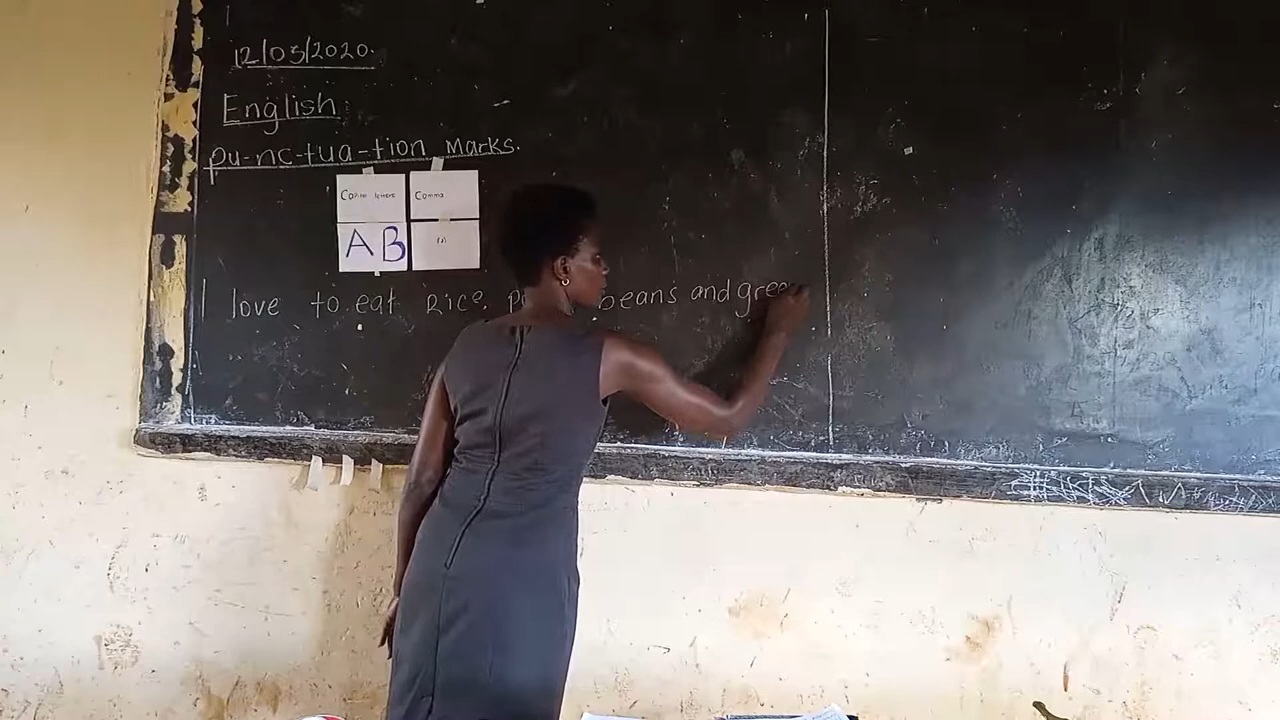 12/03/2020.
English
pu-nc-tua-tion Marks.
Capital letters
Comma
AB
(,)
I love to eat Rice, beans and gree